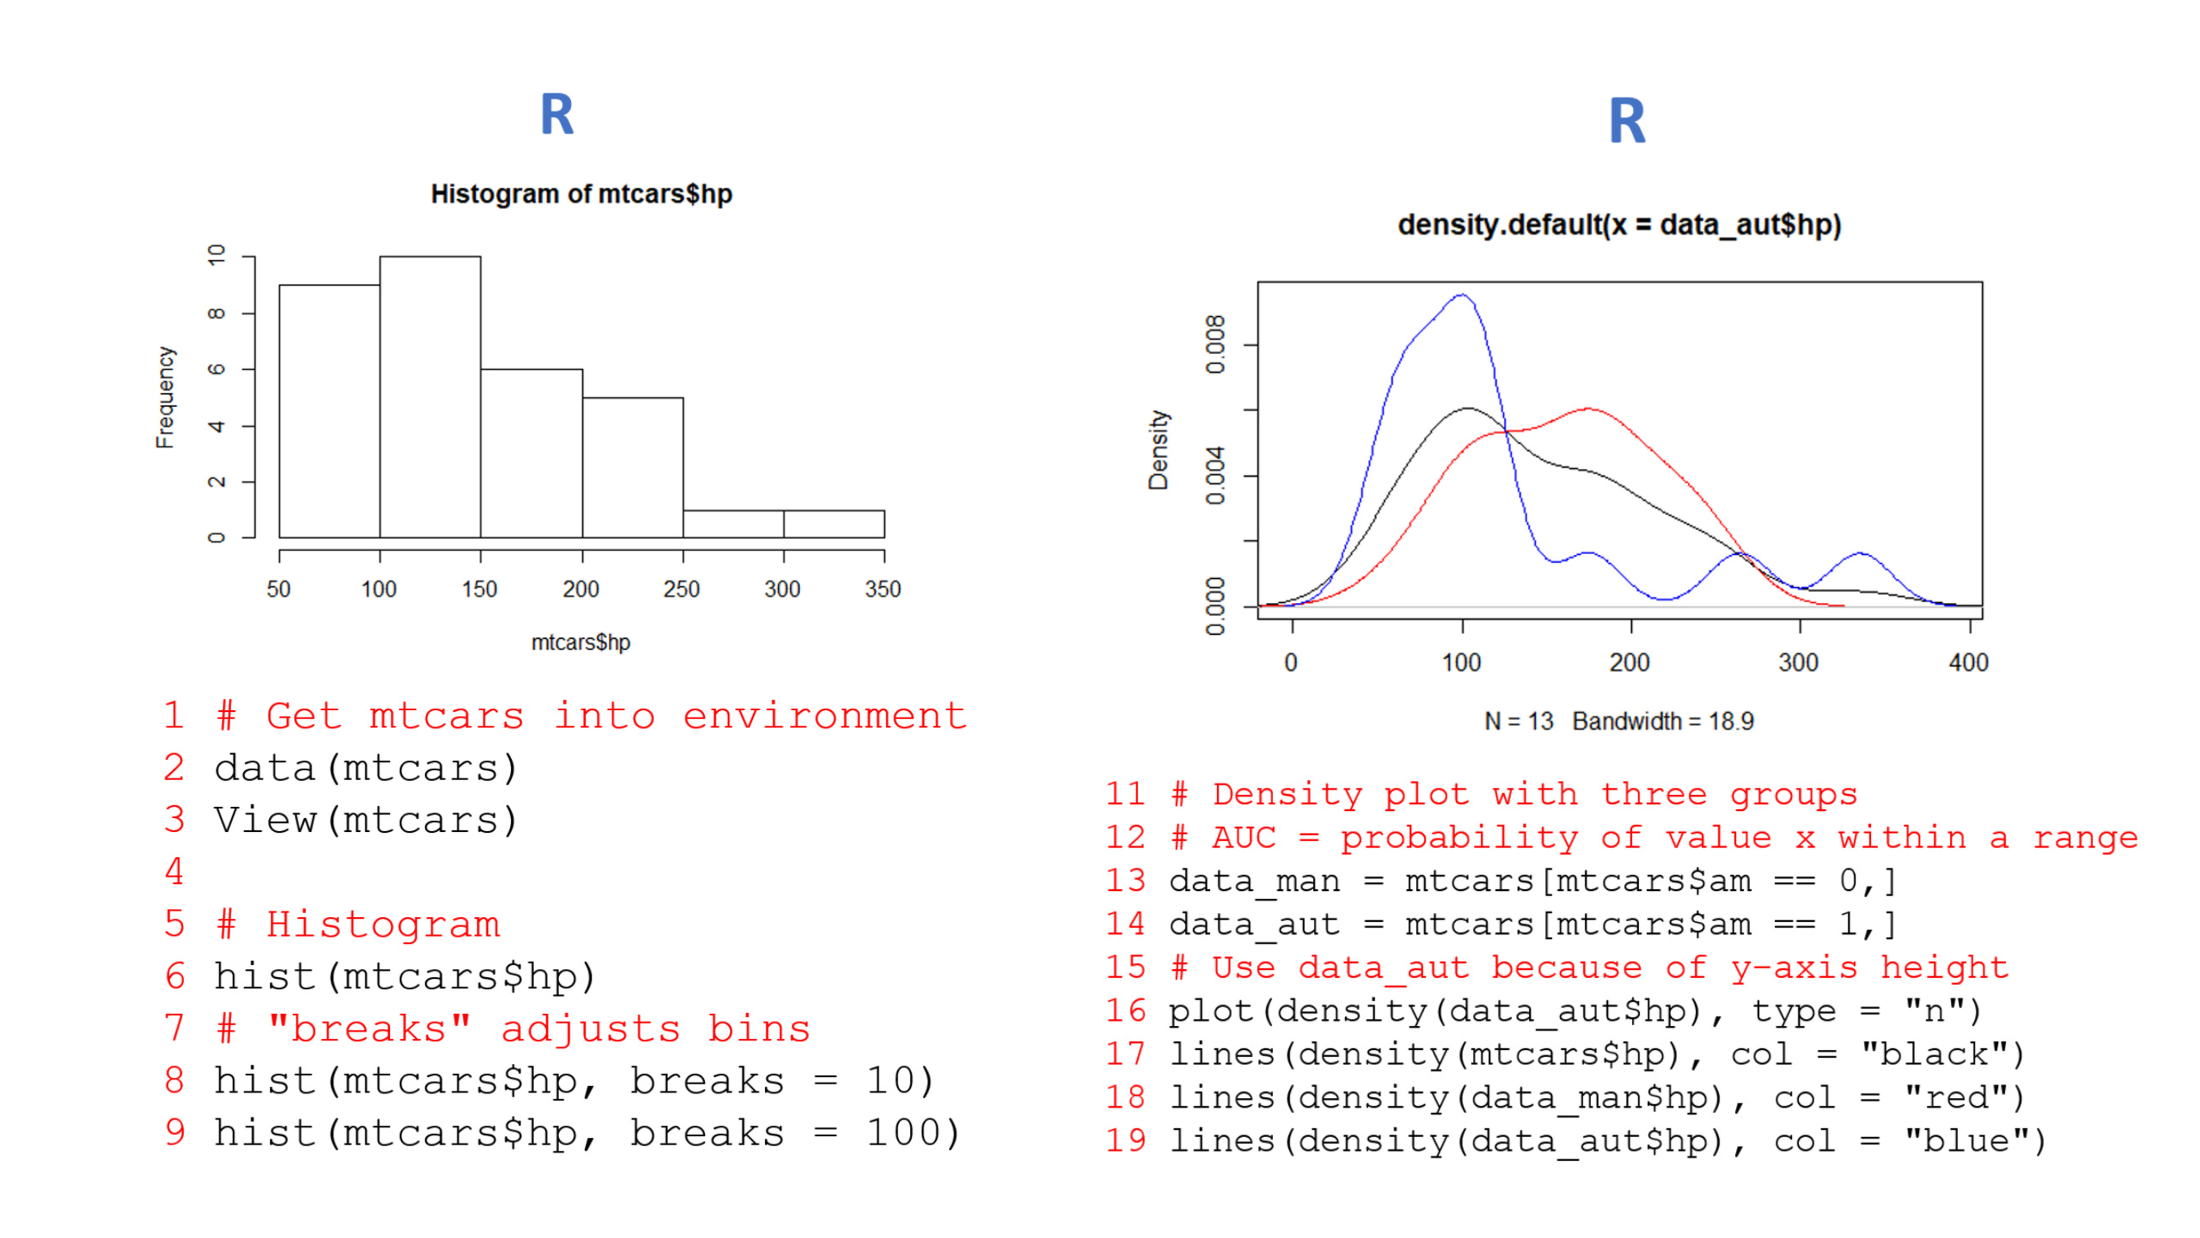 R
Histogram of mtcars$hp
Frequency
10
8
6
4
2
0
50 100 150 200 250 300 350
mtcars$hp
1 # Get mtcars into environment
2 data(mtcars)
3 View(mtcars)
4
5 # Histogram
6 hist(mtcars$hp)
7 # "breaks" adjusts bins
8 hist(mtcars$hp, breaks = 10)
9 hist(mtcars$hp, breaks = 100)
R
density.default(x = data_aut$hp)
Density
0.008
0.004
0.000
0 100 200 300 400
N = 13 Bandwidth = 18.9
11 # Density plot with three groups
12 # AUC = probability of value x within a range
13 data_man = mtcars[mtcars$am == 0,]
14 data_aut = mtcars[mtcars$am == 1,]
15 # Use data_aut because of y-axis height
16 plot(density(data_aut$hp), type = "n")
17 lines(density(mtcars$hp), col = "black")
18 lines(density(data_man$hp), col = "red")
19 lines(density(data_aut$hp), col = "blue")